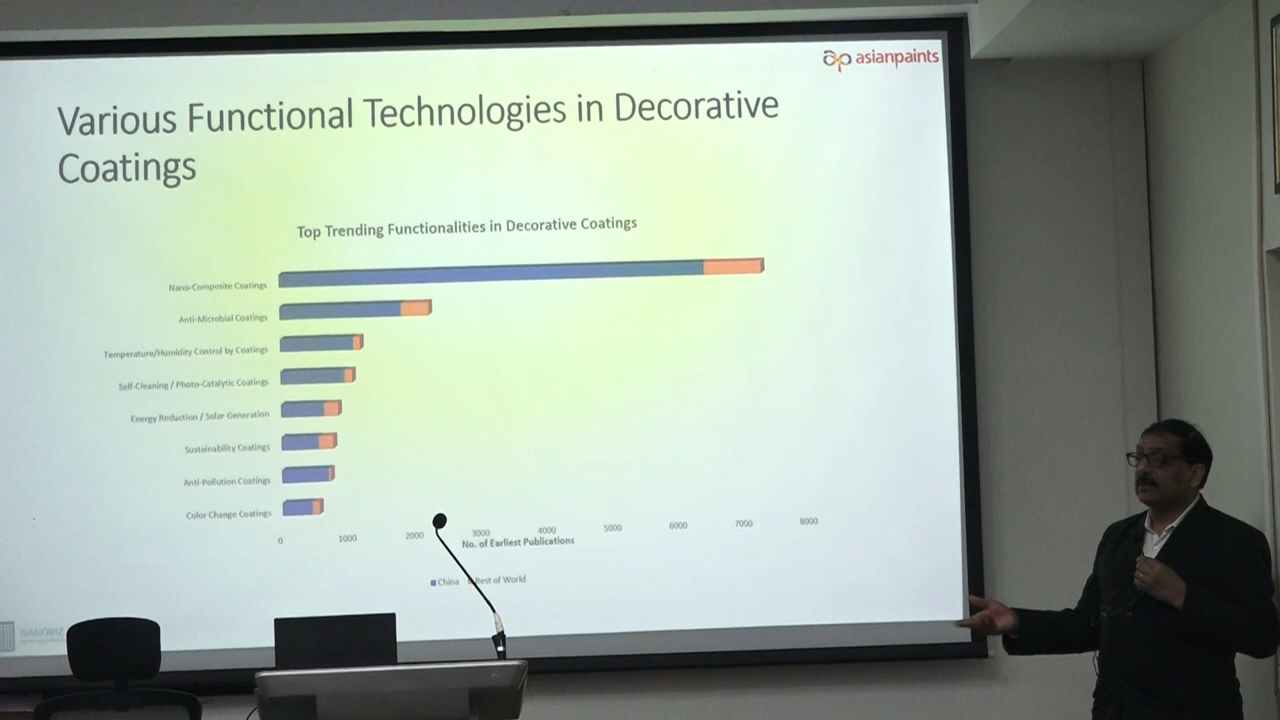 asianpaints
Various Functional Technologies in Decorative
Coatings
Top Trending Functionalities in Decorative Coatings
Nano-Composite Coatings
Anti-Microbial Coatings
Temperature/Humidity Control by Coatings
Self-Cleaning / Photo-Catalytic Coatings
Energy Reduction / Solar Generation
Sustainability Coatings
Anti-Pollution Coatings
Color Change Coatings
0 1000 2000 3000 4000 5000 6000 7000 8000
No. of Earliest Publications
China Rest of World